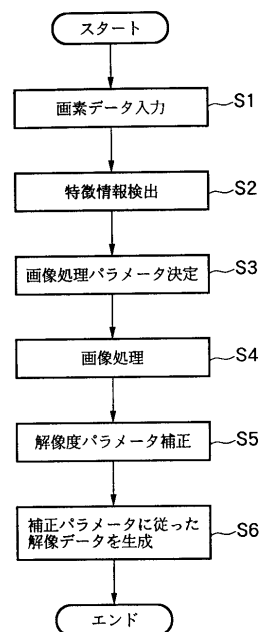 スタート
画素データ入力
S1
特徴情報検出
S2
画像処理パラメータ決定
S3
画像処理
S4
解像度パラメータ補正
S5
補正パラメータに従った
解像データを生成
S6
エンド